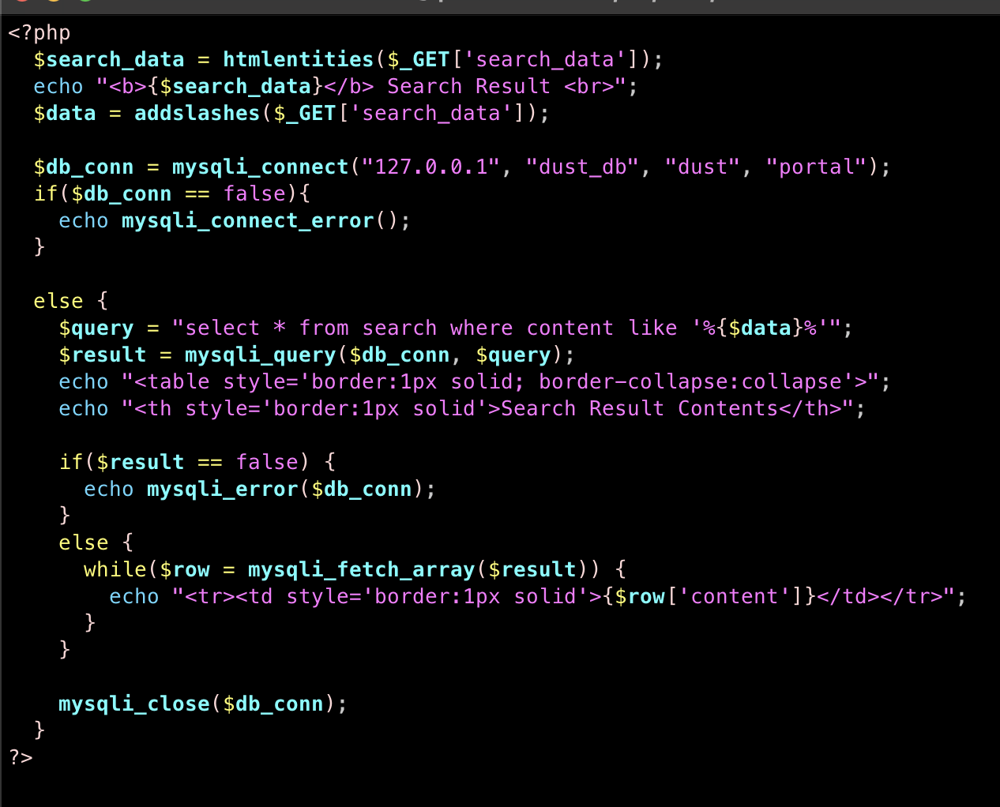 <?php
  $search_data = htmlentities($_GET['search_data']);
  echo "<b>{$search_data}</b> Search Result <br>";
  $data = addslashes($_GET['search_data']);

  $db_conn = mysqli_connect("127.0.0.1", "dust_db", "dust", "portal");
  if($db_conn == false){
    echo mysqli_connect_error();
  }

  else {
    $query = "select * from search where content like '%{$data}%'";
    $result = mysqli_query($db_conn, $query);
    echo "<table style='border:1px solid; border-collapse:collapse'>";
    echo "<th style='border:1px solid'>Search Result Contents</th>";

    if($result == false) {
      echo mysqli_error($db_conn);
    }
    else {
      while($row = mysqli_fetch_array($result)) {
        echo "<tr><td style='border:1px solid'>{$row['content']}</td></tr>";
      }
    }

    mysqli_close($db_conn);
  }
?>